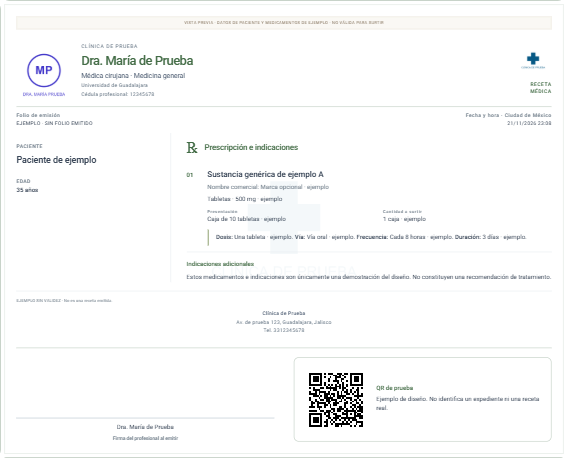 VISTA PREVIA · DATOS DE PACIENTE Y MEDICAMENTOS DE EJEMPLO · NO VÁLIDA PARA SURTIR
MP
DRA. MARÍA PRUEBA
CLÍNICA DE PRUEBA
Dra. María de Prueba
Médica cirujana · Medicina general
Universidad de Guadalajara
Cédula profesional: 12345678
RECETA
MÉDICA
Folio de emisión
EJEMPLO · SIN FOLIO EMITIDO
Fecha y hora · Ciudad de México
21/11/2026 23:08
PACIENTE
Paciente de ejemplo
EDAD
35 años
℞ Prescripción e indicaciones
01 Sustancia genérica de ejemplo A
Nombre comercial: Marca opcional · ejemplo
Tabletas · 500 mg · ejemplo
Presentación
Caja de 10 tabletas · ejemplo
Cantidad a surtir
1 caja · ejemplo
Dosis: Una tableta · ejemplo. Vía: Vía oral · ejemplo. Frecuencia: Cada 8 horas · ejemplo. Duración: 3 días · ejemplo.
Indicaciones adicionales
Estos medicamentos e indicaciones son únicamente una demostración del diseño. No constituyen una recomendación de tratamiento.
EJEMPLO SIN VALIDEZ · No es una receta emitida.
Clínica de Prueba
Av. de prueba 123, Guadalajara, Jalisco
Tel. 3312345678
Dra. María de Prueba
Firma del profesional al emitir
QR de prueba
Ejemplo de diseño. No identifica un expediente ni una receta
real.